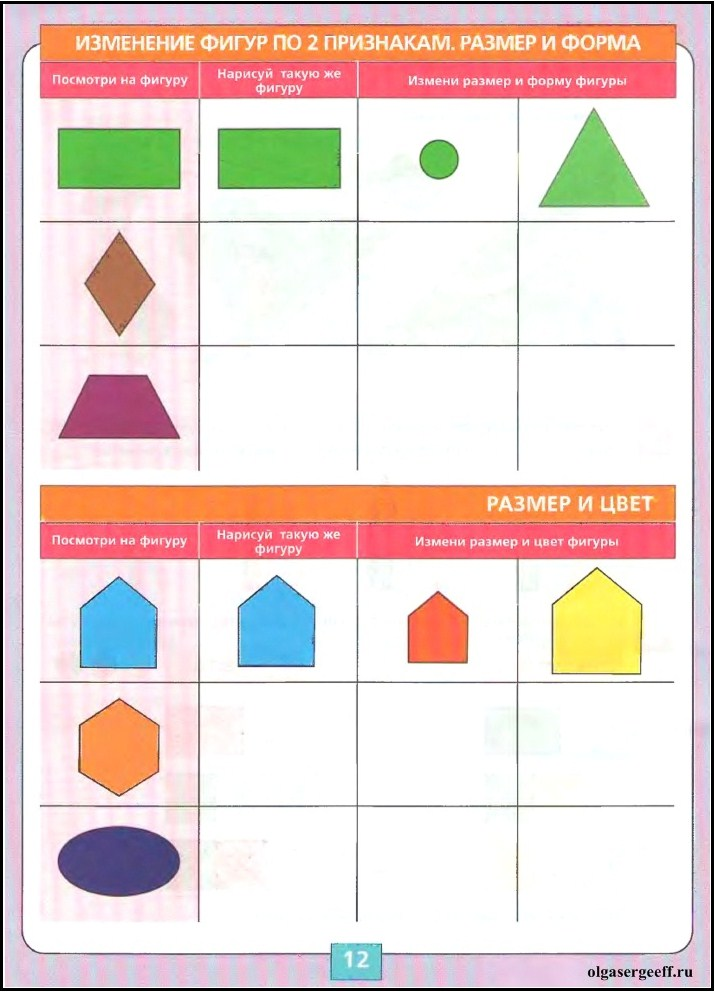 ИЗМЕНЕНИЕ ФИГУР ПО 2 ПРИЗНАКАМ. РАЗМЕР И ФОРМА
Посмотри на фигуру
Нарисуй такую же
фигуру
Измени размер и форму фигуры
РАЗМЕР И ЦВЕТ
Посмотри на фигуру
Нарисуй такую же
фигуру
Измени размер и цвет фигуры
12
olgasergeeff.ru